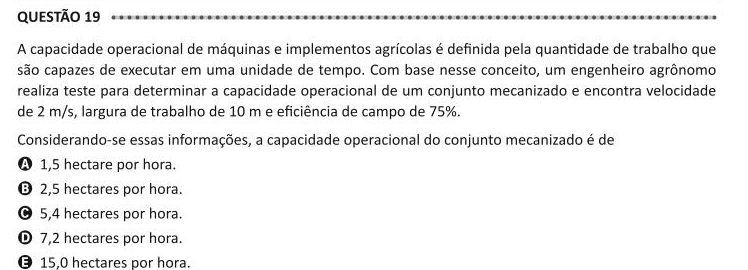 QUESTÃO 19
A capacidade operacional de máquinas e implementos agrícolas é definida pela quantidade de trabalho que
são capazes de executar em uma unidade de tempo. Com base nesse conceito, um engenheiro agrônomo
realiza teste para determinar a capacidade operacional de um conjunto mecanizado e encontra velocidade
de 2 m/s, largura de trabalho de 10 m e eficiência de campo de 75%.
Considerando-se essas informações, a capacidade operacional do conjunto mecanizado é de
A 1,5 hectare por hora.
B 2,5 hectares por hora.
C 5,4 hectares por hora.
D 7,2 hectares por hora.
E 15,0 hectares por hora.